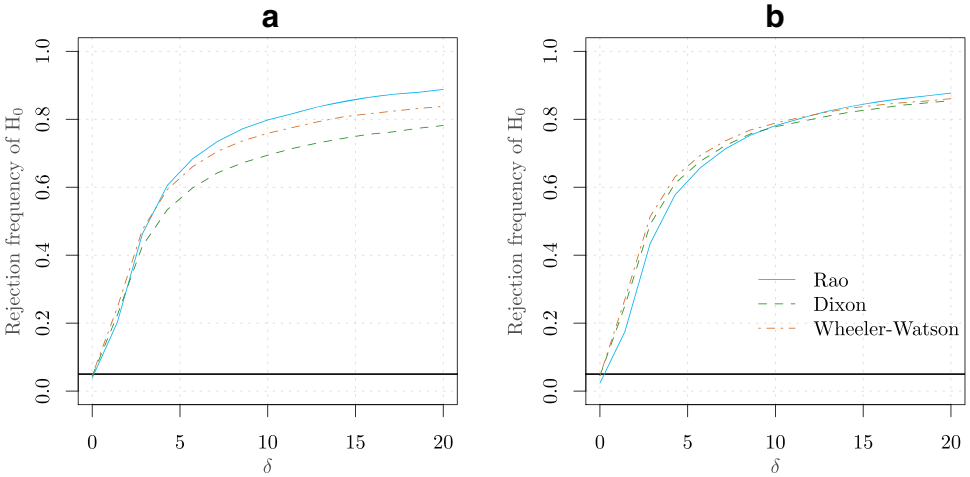 a
b
Rejection frequency of H0
1.0
0.8
0.6
0.4
0.2
0.0
0 5 10 15 20
δ
Rejection frequency of H0
1.0
0.8
0.6
0.4
0.2
0.0
Rao
Dixon
Wheeler-Watson
0 5 10 15 20
δ